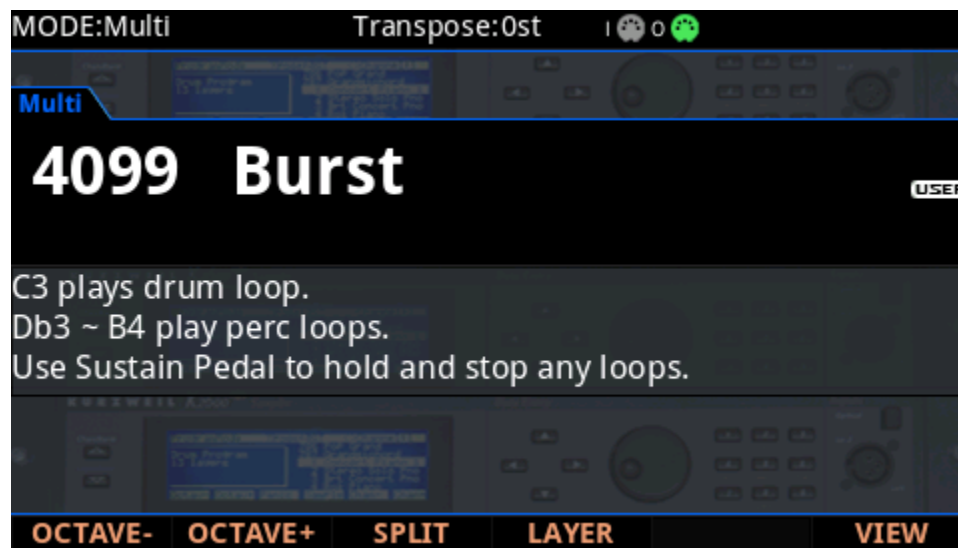 MODE:Multi Transpose:0st I O
Multi
4099 Burst
USER
C3 plays drum loop.
Db3 ~ B4 play perc loops.
Use Sustain Pedal to hold and stop any loops.
OCTAVE- OCTAVE+ SPLIT LAYER VIEW